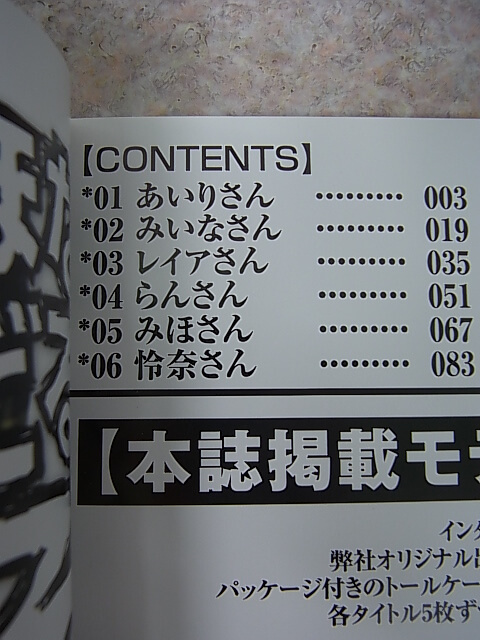 【CONTENTS】
*01 あいりさん ········· 003
*02 みいなさん ········· 019
*03 レイアさん ········· 035
*04 らんさん ········· 051
*05 みほさん ········· 067
*06 怜奈さん ········· 083
【本誌掲載モ
イン
弊社オリジナル
パッケージ付きのトールケー
各タイトル5枚ず